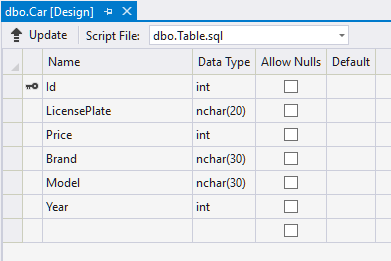 dbo.Car [Design]
Update Script File: dbo.Table.sql
Name Data Type Allow Nulls Default
Id int
LicensePlate nchar(20)
Price int
Brand nchar(30)
Model nchar(30)
Year int